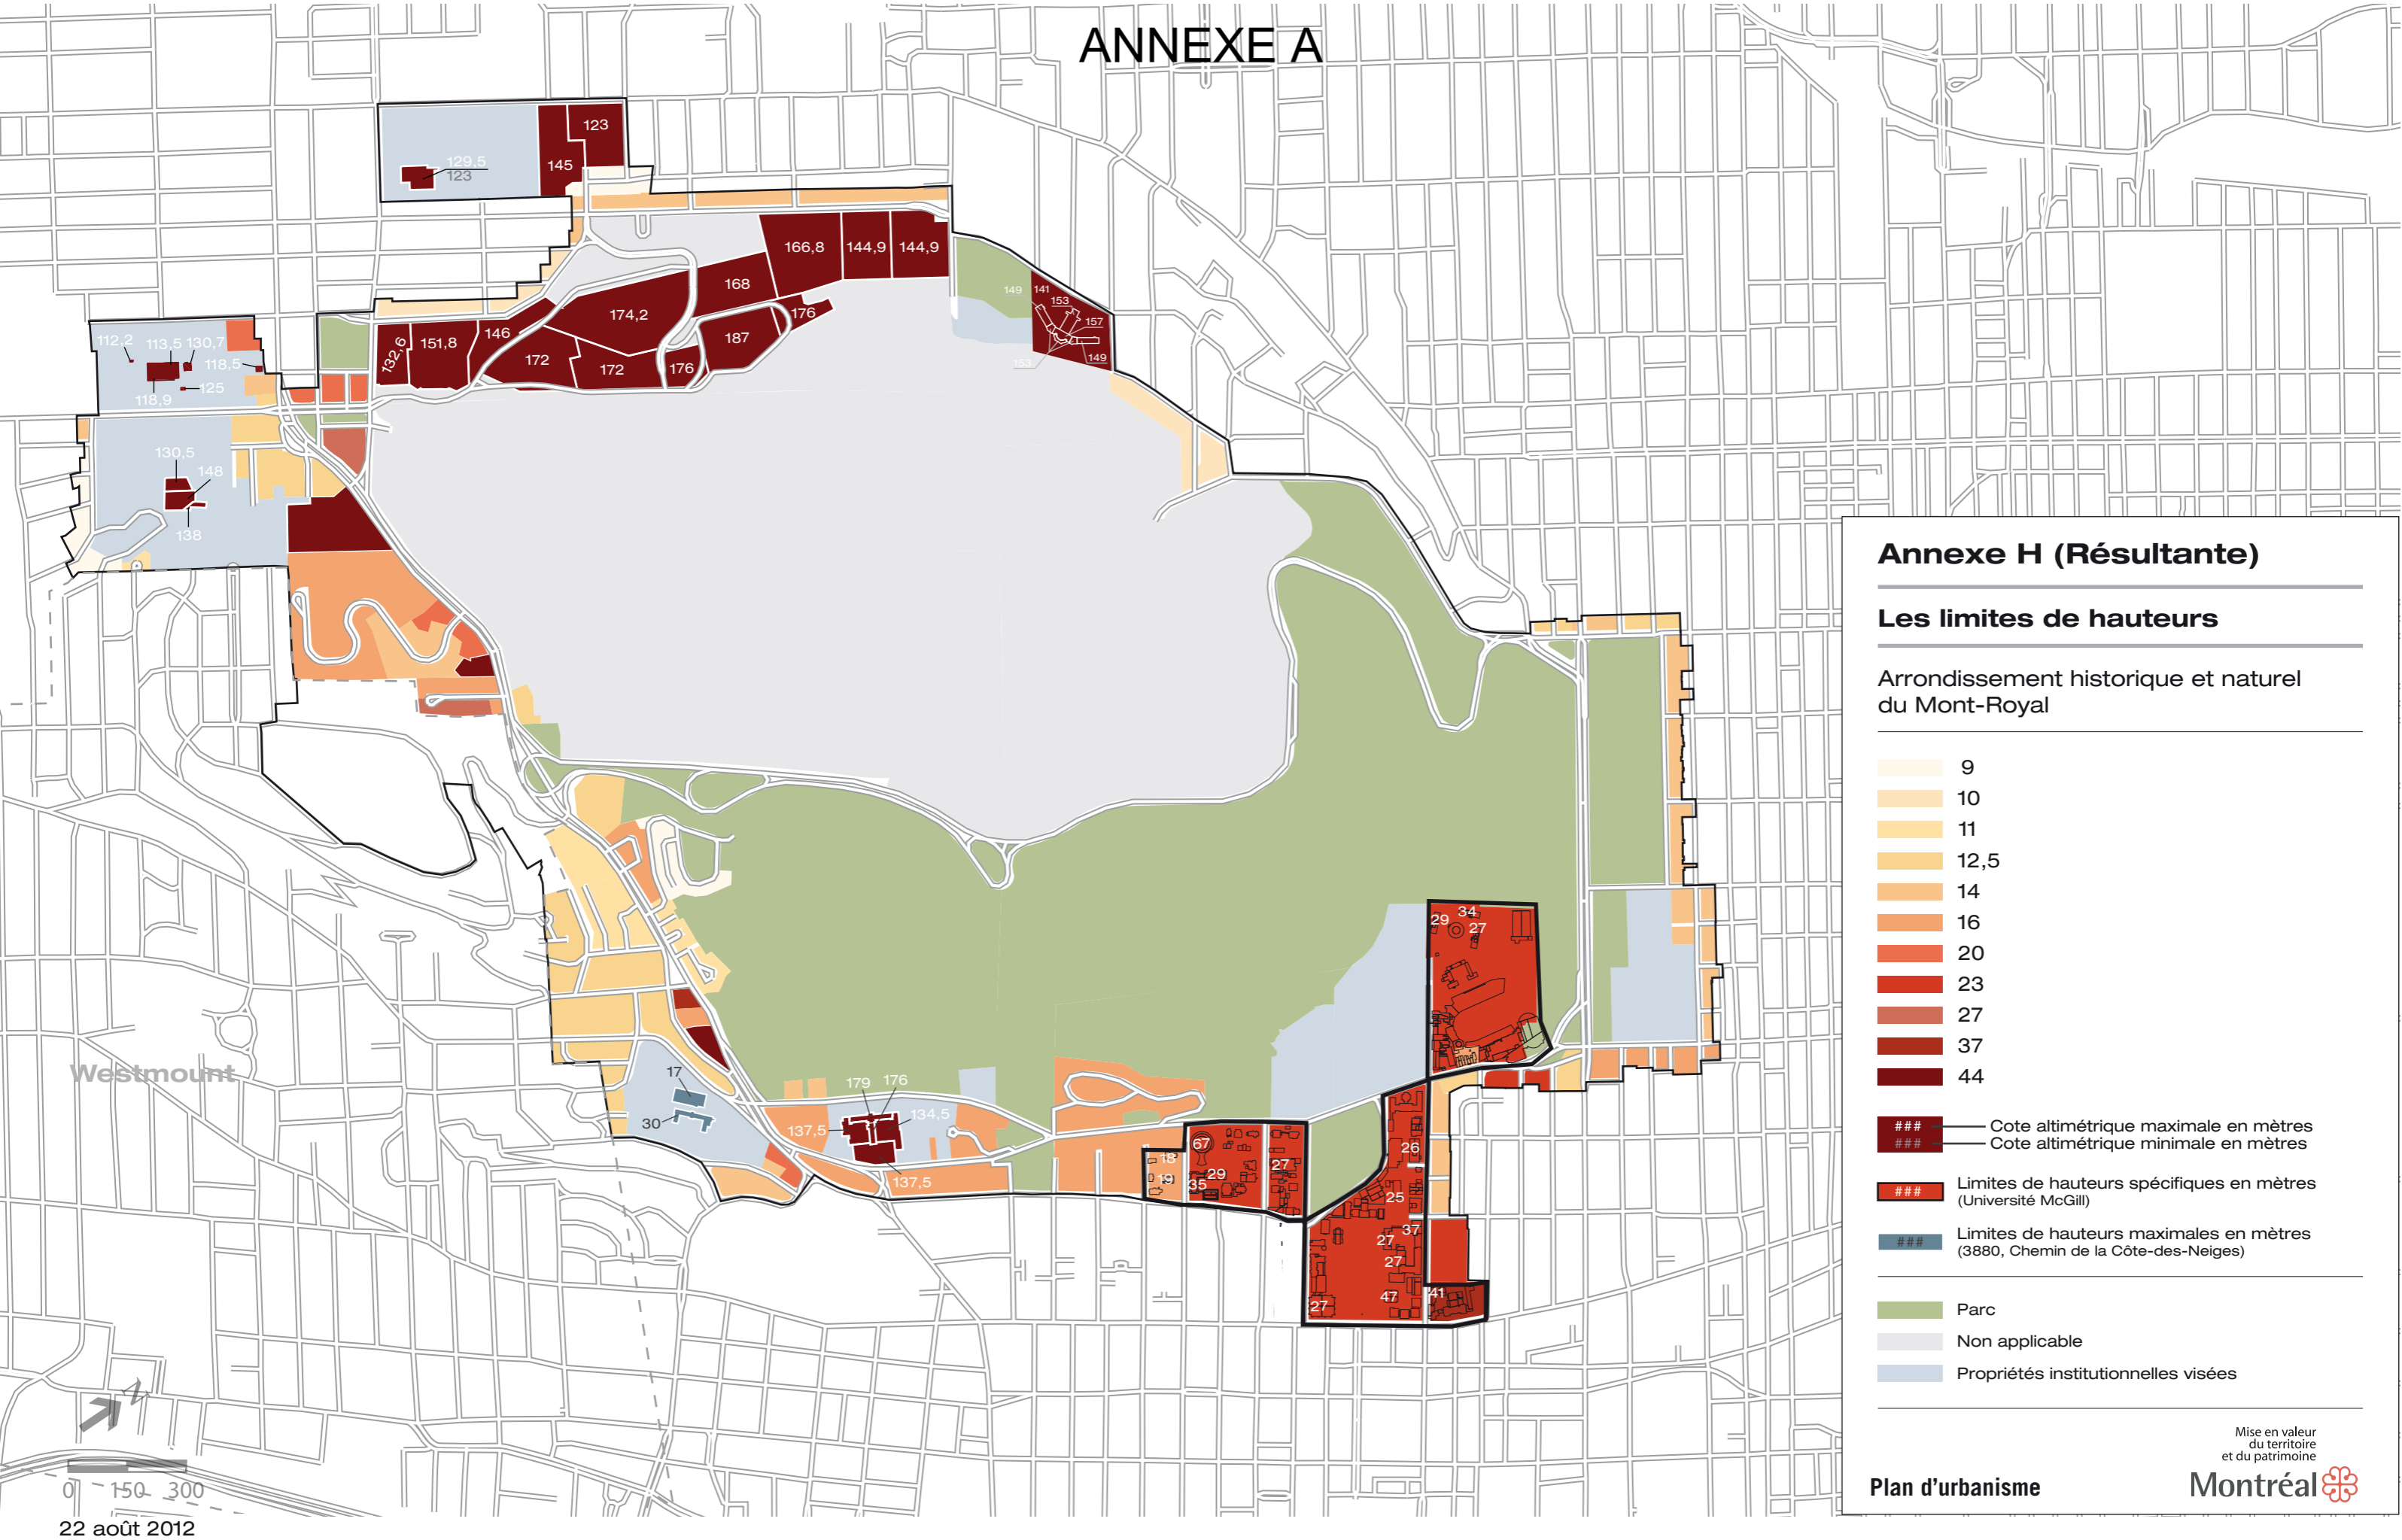 ANNEXE A
123
145
129,5
123
166,8
144,9
144,9
168
174,2
176
187
146
151,8
132,6
172
172
176
149
141
153
157
153
149
112,2
113,5
130,7
118,5
125
118,9
130,5
148
138
Westmount
17
30
179
176
134,5
137,5
137,5
29
34
27
67
18
19
35
29
27
26
25
37
27
27
47
27
41
N
0 150 300
22 août 2012
Annexe H (Résultante)
Les limites de hauteurs
Arrondissement historique et naturel
du Mont-Royal
9
10
11
12,5
14
16
20
23
27
37
44
### Cote altimétrique maximale en mètres
### Cote altimétrique minimale en mètres
### Limites de hauteurs spécifiques en mètres
(Université McGill)
### Limites de hauteurs maximales en mètres
(3880, Chemin de la Côte-des-Neiges)
Parc
Non applicable
Propriétés institutionnelles visées
Mise en valeur
du territoire
et du patrimoine
Plan d'urbanisme
Montréal